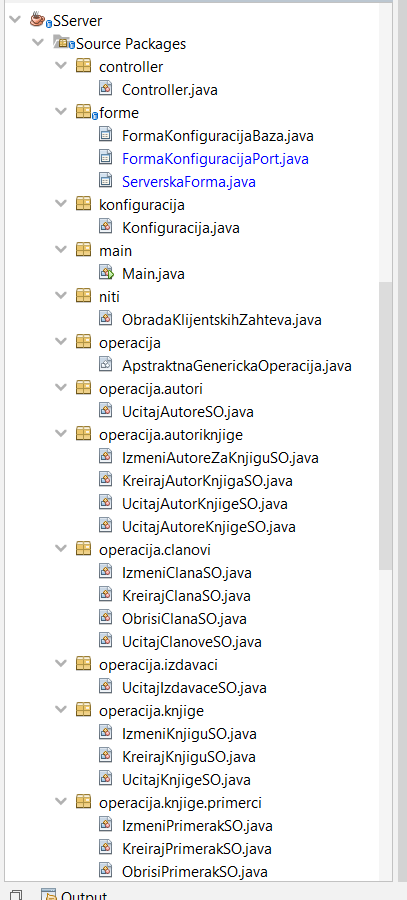 SServer
Source Packages
controller
Controller.java
forme
FormaKonfiguracijaBaza.java
FormaKonfiguracijaPort.java
ServerskaForma.java
konfiguracija
Konfiguracija.java
main
Main.java
niti
ObradaKlijentskihZahteva.java
operacija
ApstraktnaGenerickaOperacija.java
operacija.autori
UcitajAutoreSO.java
operacija.autoriknjige
IzmeniAutoreZaKnjiguSO.java
KreirajAutorKnjigaSO.java
UcitajAutorKnjigeSO.java
UcitajAutoreKnjigeSO.java
operacija.clanovi
IzmeniClanaSO.java
KreirajClanaSO.java
ObrisiClanaSO.java
UcitajClanoveSO.java
operacija.izdavaci
UcitajIzdavaceSO.java
operacija.knjige
IzmeniKnjiguSO.java
KreirajKnjiguSO.java
UcitajKnjigeSO.java
operacija.knjige.primerci
IzmeniPrimerakSO.java
KreirajPrimerakSO.java
ObrisiPrimerakSO.java
Output